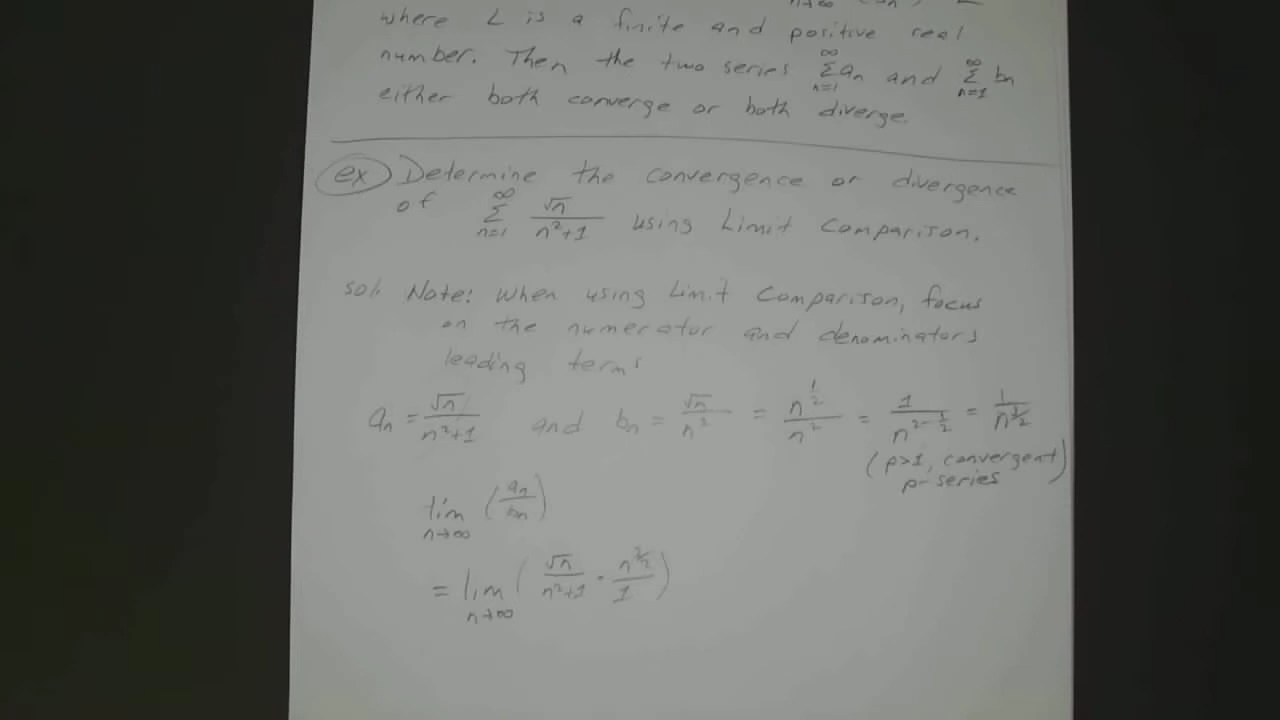 n→∞
where L is a finite and positive real
number. Then the two series ∞∑n=1 an and ∞∑n=1 bn
either both converge or both diverge.
ex Determine the convergence or divergence
of ∞∑n=1 √n/(n²+1) using Limit Comparison.
sol. Note: When using Limit Comparison, focus
on the numerator and denominators
leading terms
an = √n/(n²+1) and bn = √n/n² = n^(1/2)/n² = 1/n^(2-1/2) = 1/n^(3/2)
(p>1, convergent)
p-series
lim n→∞ (an/bn)
= lim n→∞ (√n/(n²+1) · n^(3/2)/1)